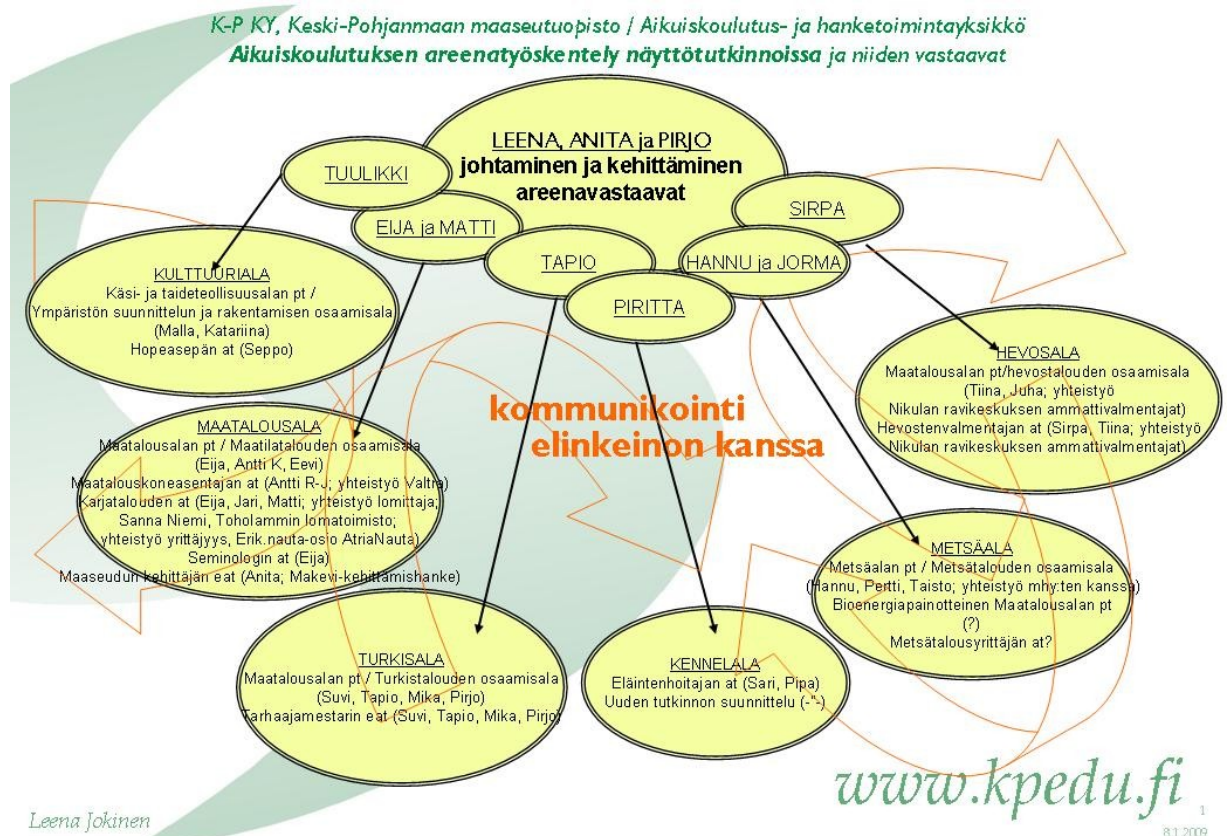 K-P KY, Keski-Pohjanmaan maaseutuopisto / Aikuiskoulutus- ja hanketoimintayksikkö
Aikuiskoulutuksen areenatyöskentely näyttötutkinnoissa ja niiden vastaavat
LEENA, ANITA ja PIRJO
johtaminen ja kehittäminen
areenavastaavat
TUULIKKI
EIJA ja MATTI
TAPIO
PIRITTA
HANNU ja JORMA
SIRPA
KULTTUURIALA
Käsi- ja taideteollisuusalan pt /
Ympäristön suunnittelun ja rakentamisen osaamisala
(Malla, Katariina)
Hopeasepän at (Seppo)
MAATALOUSALA
Maatalousalan pt / Maatilatalouden osaamisala
(Eija, Antti K, Eevi)
Maatalouskoneasentajan at (Antti R-J; yhteistyö Valtra)
Karjatalouden at (Eija, Jari, Matti; yhteistyö lomittaja;
Sanna Niemi, Toholammin lomatoimisto;
yhteistyö yrittäjyys, Erik.nauta-osio AtriaNauta)
Seminologin at (Eija)
Maaseudun kehittäjän eat (Anita; Makevi-kehittämishanke)
TURKISALA
Maatalousalan pt / Turkistalouden osaamisala
(Suvi, Tapio, Mika, Pirjo)
Tarhaajamestarin eat (Suvi, Tapio, Mika, Pirjo)
KENNELALA
Eläintenhoitajan at (Sari, Pipa)
Uuden tutkinnon suunnittelu (-"-)
METSÄALA
Metsäalan pt / Metsätalouden osaamisala
(Hannu, Pertti, Taisto; yhteistyö mhy:ten kanssa)
Bioenergiapainotteinen Maatalousalan pt
(?)
Metsätalousyrittäjän at?
HEVOSALA
Maatalousalan pt/hevostalouden osaamisala
(Tiina, Juha; yhteistyö
Nikulan ravikeskuksen ammattivalmentajat)
Hevostenvalmentajan at (Sirpa, Tiina; yhteistyö
Nikulan ravikeskuksen ammattivalmentajat)
kommunikointi
elinkeinon kanssa
www.kpedu.fi
Leena Jokinen
1
8.1.2009